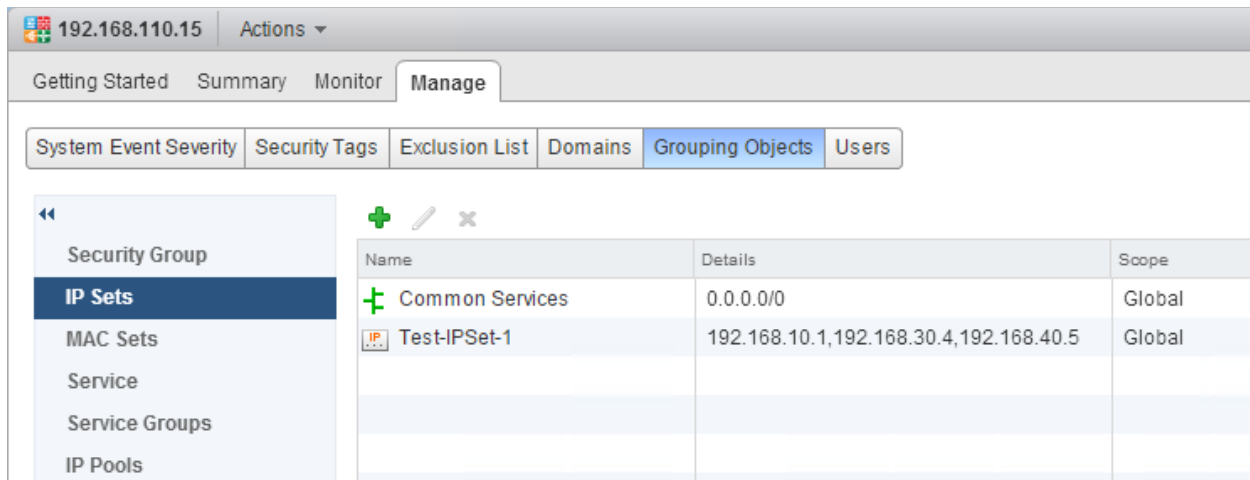 192.168.110.15 Actions
Getting Started Summary Monitor Manage
System Event Severity Security Tags Exclusion List Domains Grouping Objects Users
Security Group
IP Sets
MAC Sets
Service
Service Groups
IP Pools
Name Details Scope
Common Services 0.0.0.0/0 Global
IP Test-IPSet-1 192.168.10.1,192.168.30.4,192.168.40.5 Global